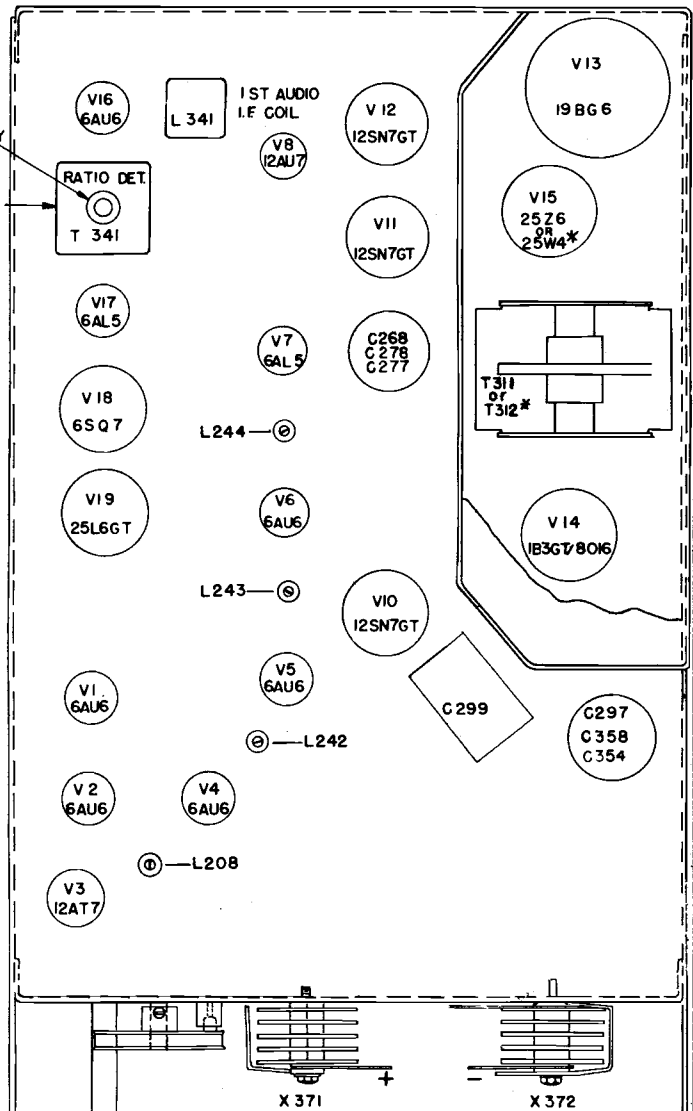 V13
19BG6
V16
6AU6
L 341
1ST AUDIO
I.F COIL
V12
12SN7GT
V8
12AU7
RATIO DET.
T 341
V15
25Z6
OR
25W4*
V11
12SN7GT
V17
6AL5
V7
6AL5
C268
C278
C277
T311
or
T312*
V18
6SQ7
L244
V19
25L6GT
V6
6AU6
V14
1B3GT/8016
L243
V10
12SN7GT
V5
6AU6
V1
6AU6
C299
C297
C358
C354
L242
V2
6AU6
V4
6AU6
L208
V3
12AT7
+
-
X371
X372